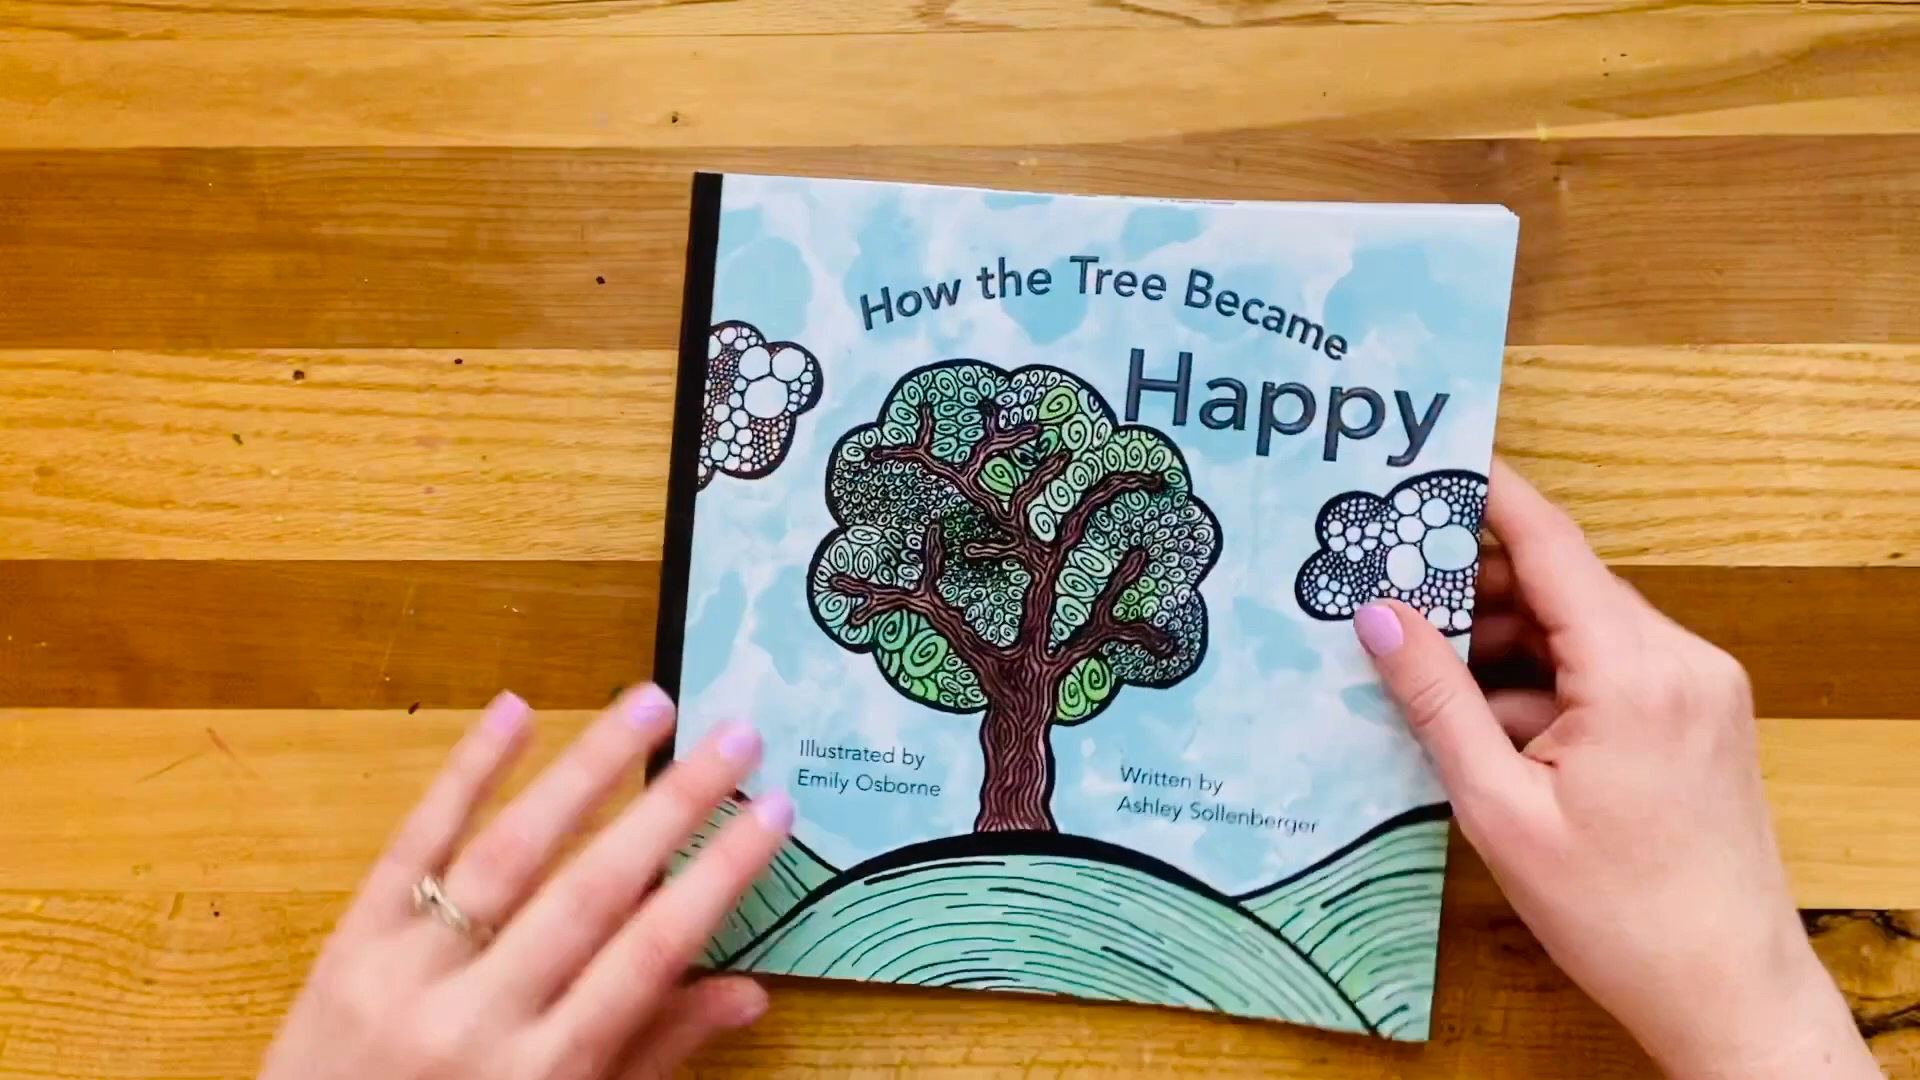 How the Tree Became
Happy
Illustrated by
Emily Osborne
Written by
Ashley Sollenberger